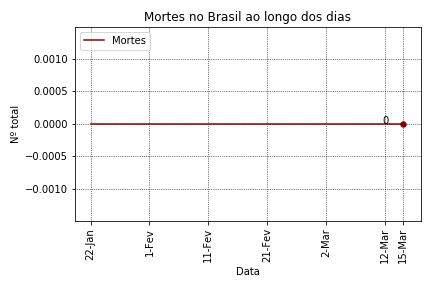 Mortes no Brasil ao longo dos dias
Mortes
0.0010
0.0005
0.0000
−0.0005
−0.0010
Nº total
0
22-Jan
1-Fev
11-Fev
21-Fev
2-Mar
12-Mar
15-Mar
Data